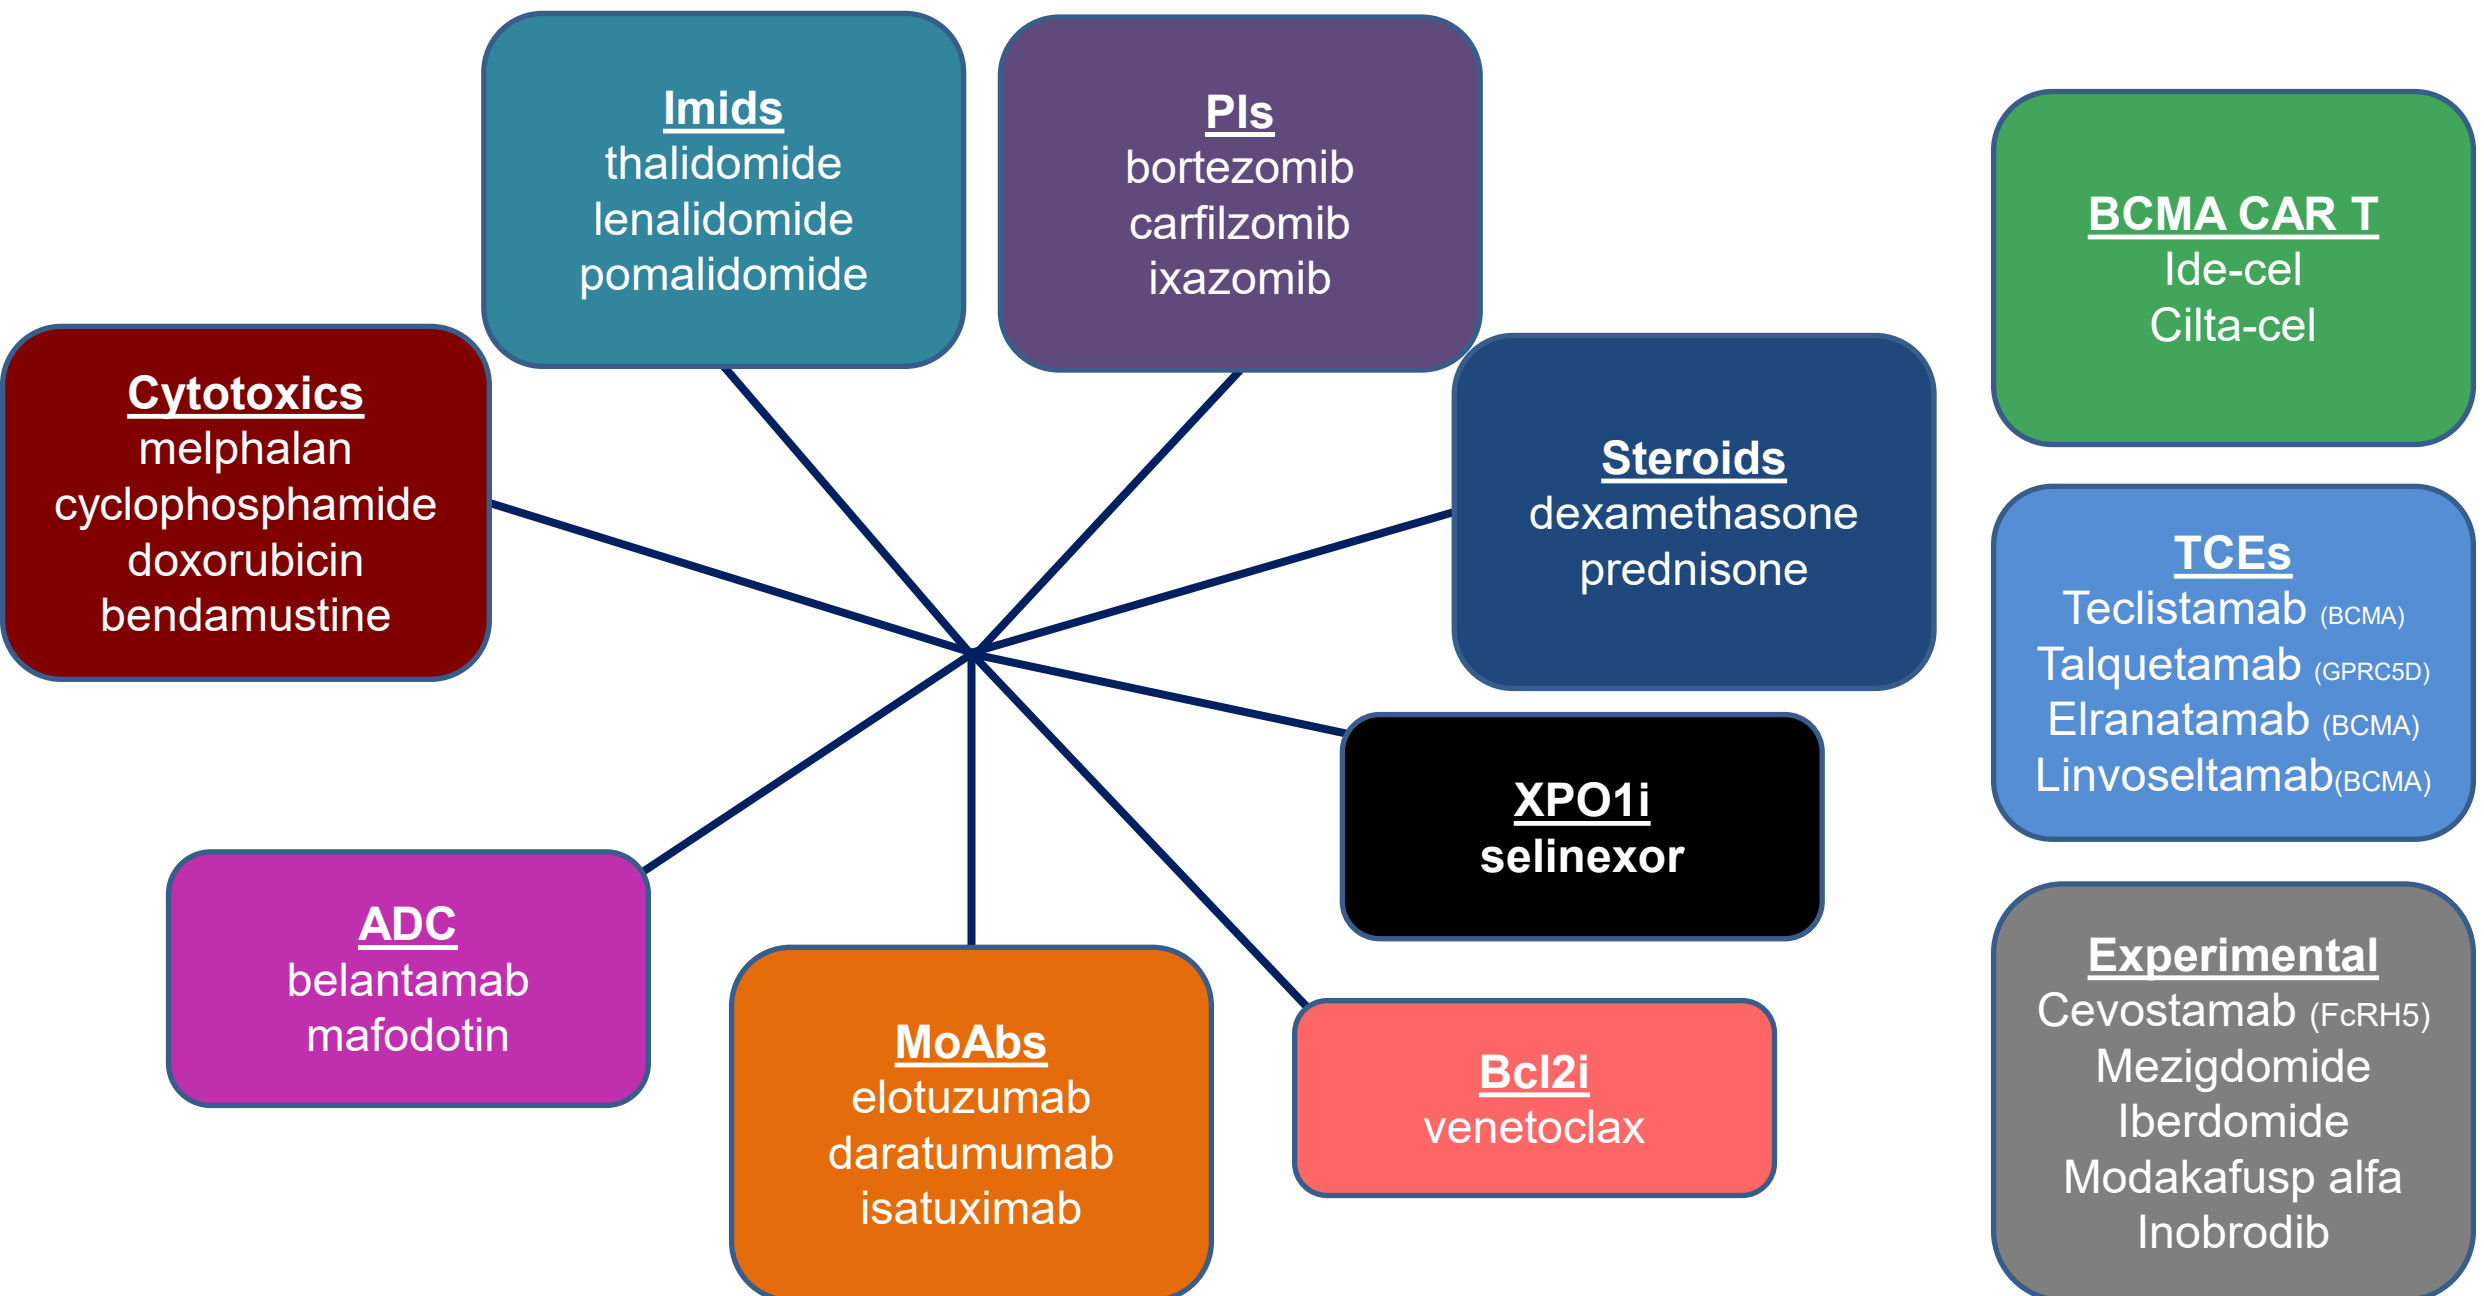 Imids
thalidomide
lenalidomide
pomalidomide
PIs
bortezomib
carfilzomib
ixazomib
BCMA CAR T
Ide-cel
Cilta-cel
Cytotoxics
melphalan
cyclophosphamide
doxorubicin
bendamustine
Steroids
dexamethasone
prednisone
TCEs
Teclistamab (BCMA)
Talquetamab (GPRC5D)
Elranatamab (BCMA)
Linvoseltamab(BCMA)
XPO1i
selinexor
ADC
belantamab
mafodotin
MoAbs
elotuzumab
daratumumab
isatuximab
Bcl2i
venetoclax
Experimental
Cevostamab (FcRH5)
Mezigdomide
Iberdomide
Modakafusp alfa
Inobrodib